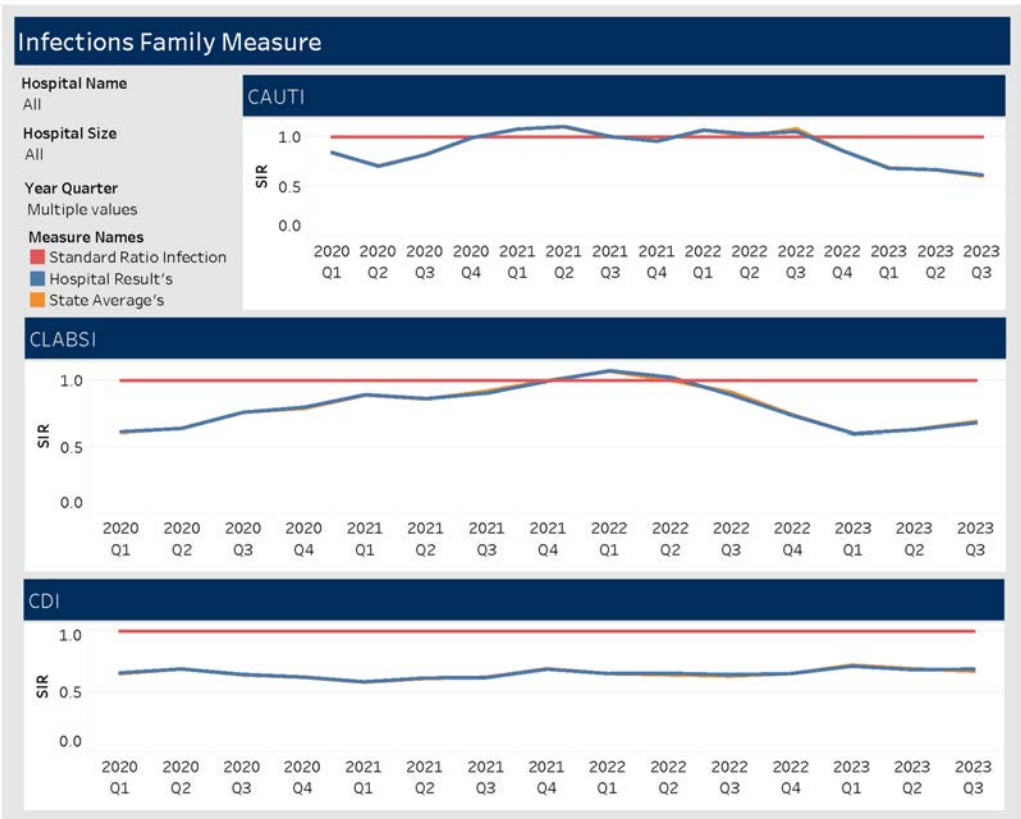 Infections Family Measure
Hospital Name
All
Hospital Size
All
Year Quarter
Multiple values
Measure Names
Standard Ratio Infection
Hospital Result's
State Average's
CAUTI
SIR
1.0
0.5
0.0
2020 2020 2020 2020 2021 2021 2021 2021 2022 2022 2022 2022 2023 2023 2023
Q1 Q2 Q3 Q4 Q1 Q2 Q3 Q4 Q1 Q2 Q3 Q4 Q1 Q2 Q3
CLABSI
SIR
1.0
0.5
0.0
2020 2020 2020 2020 2021 2021 2021 2021 2022 2022 2022 2022 2023 2023 2023
Q1 Q2 Q3 Q4 Q1 Q2 Q3 Q4 Q1 Q2 Q3 Q4 Q1 Q2 Q3
CDI
SIR
1.0
0.5
0.0
2020 2020 2020 2020 2021 2021 2021 2021 2022 2022 2022 2022 2023 2023 2023
Q1 Q2 Q3 Q4 Q1 Q2 Q3 Q4 Q1 Q2 Q3 Q4 Q1 Q2 Q3